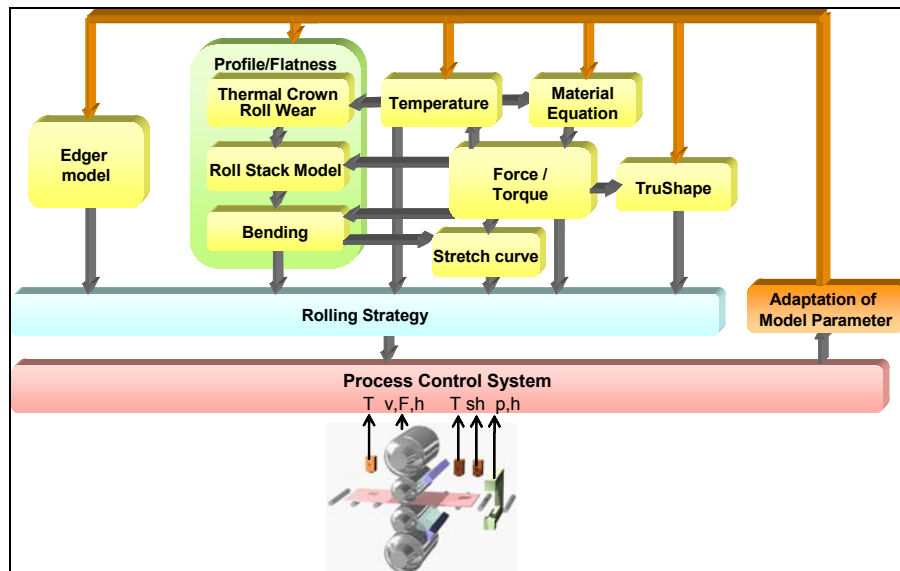 Profile/Flatness
Thermal Crown
Roll Wear
Temperature
Material
Equation
Edger
model
Roll Stack Model
Force /
Torque
TruShape
Bending
Stretch curve
Rolling Strategy
Adaptation of
Model Parameter
Process Control System
T v,F,h T sh p,h